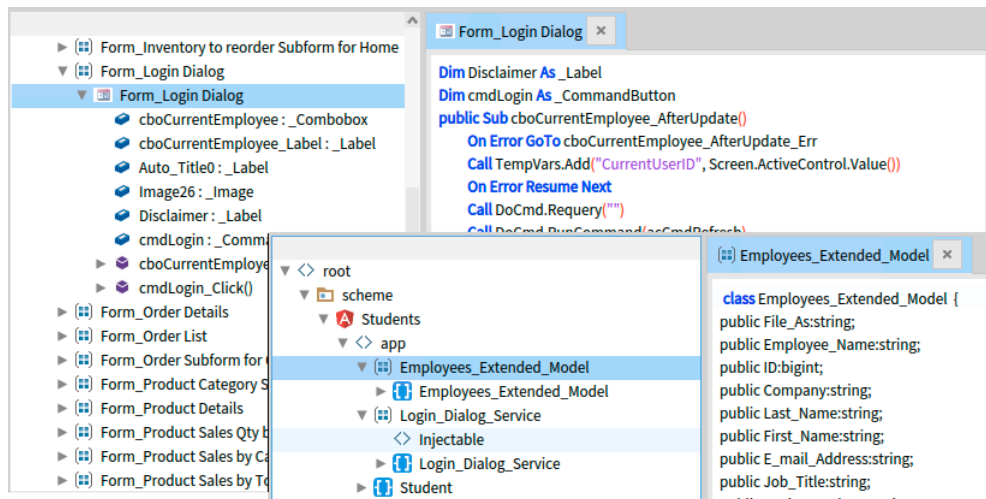 Form_Inventory to reorder Subform for Home
Form_Login Dialog
Form_Login Dialog
cboCurrentEmployee : _Combobox
cboCurrentEmployee_Label : _Label
Auto_Title0 : _Label
Image26 : _Image
Disclaimer : _Label
cmdLogin : _Comma
cboCurrentEmploye
cmdLogin_Click()
Form_Order Details
Form_Order List
Form_Order Subform for
Form_Product Category S
Form_Product Details
Form_Product Sales Qty b
Form_Product Sales by Ca
Form_Product Sales by To
Form_Login Dialog
Dim Disclaimer As _Label
Dim cmdLogin As _CommandButton
public Sub cboCurrentEmployee_AfterUpdate()
On Error GoTo cboCurrentEmployee_AfterUpdate_Err
Call TempVars.Add("CurrentUserID", Screen.ActiveControl.Value())
On Error Resume Next
Call DoCmd.Requery("")
Call DoCmd.RunCommand(acCmdRefresh)
root
scheme
Students
app
Employees_Extended_Model
Employees_Extended_Model
Login_Dialog_Service
Injectable
Login_Dialog_Service
Student
Employees_Extended_Model
class Employees_Extended_Model {
public File_As:string;
public Employee_Name:string;
public ID:bigint;
public Company:string;
public Last_Name:string;
public First_Name:string;
public E_mail_Address:string;
public Job_Title:string;